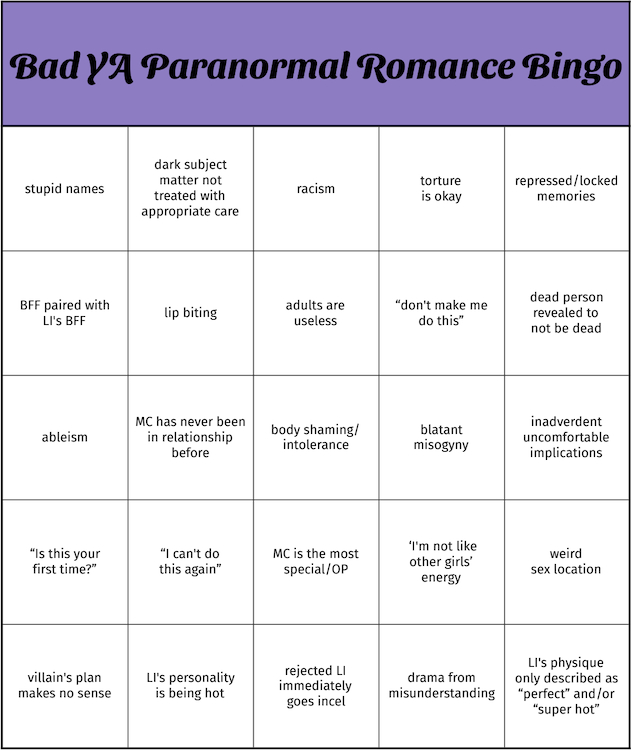 Bad YA Paranormal Romance Bingo
stupid names
dark subject
matter not
treated with
appropriate care
racism
torture
is okay
repressed/locked
memories
BFF paired with
LI's BFF
lip biting
adults are
useless
“don't make me
do this”
dead person
revealed to
not be dead
ableism
MC has never been
in relationship
before
body shaming/
intolerance
blatant
misogyny
inadverdent
uncomfortable
implications
“Is this your
first time?”
“I can't do
this again”
MC is the most
special/OP
‘I'm not like
other girls’
energy
weird
sex location
villain's plan
makes no sense
LI's personality
is being hot
rejected LI
immediately
goes incel
drama from
misunderstanding
LI's physique
only described as
“perfect” and/or
“super hot”